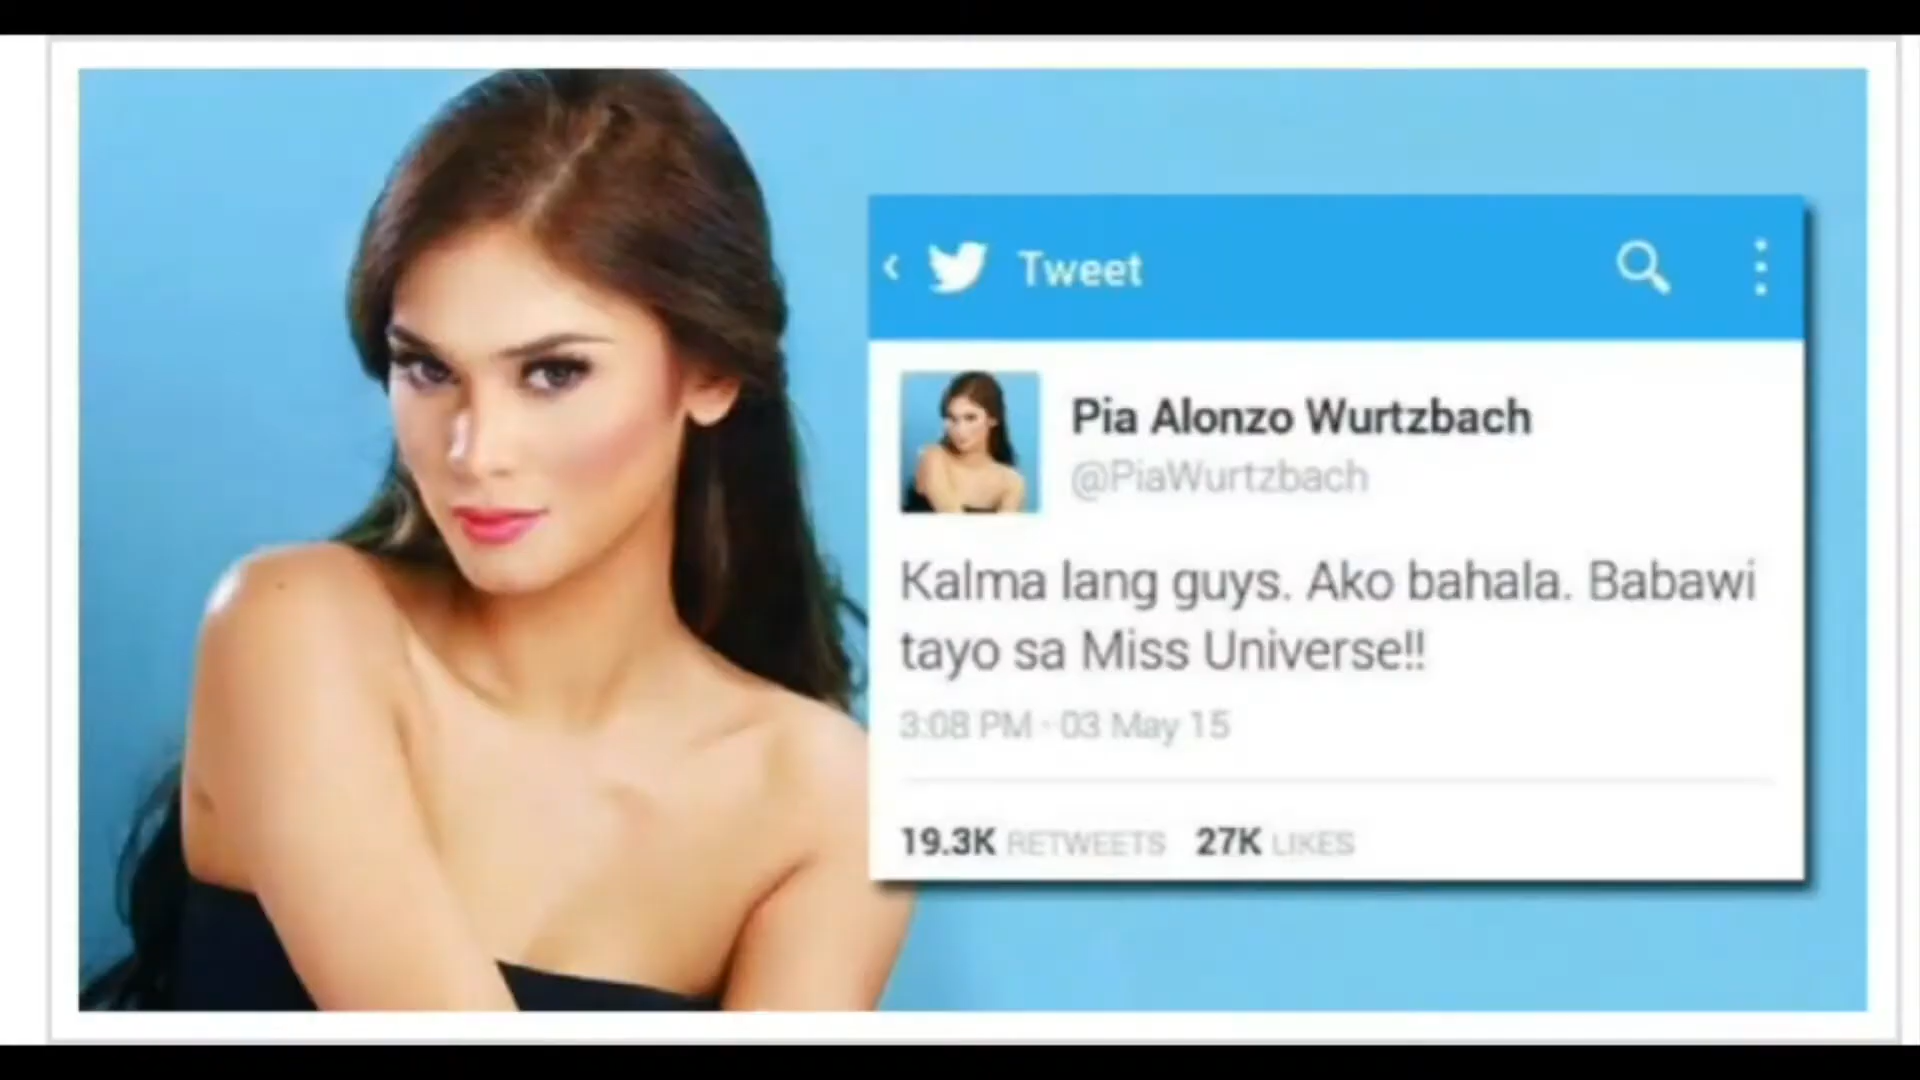 Tweet
Pia Alonzo Wurtzbach
@PiaWurtzbach
Kalma lang guys. Ako bahala. Babawi
tayo sa Miss Universe!!
3:08 PM · 03 May 15
19.3K RETWEETS 27K LIKES